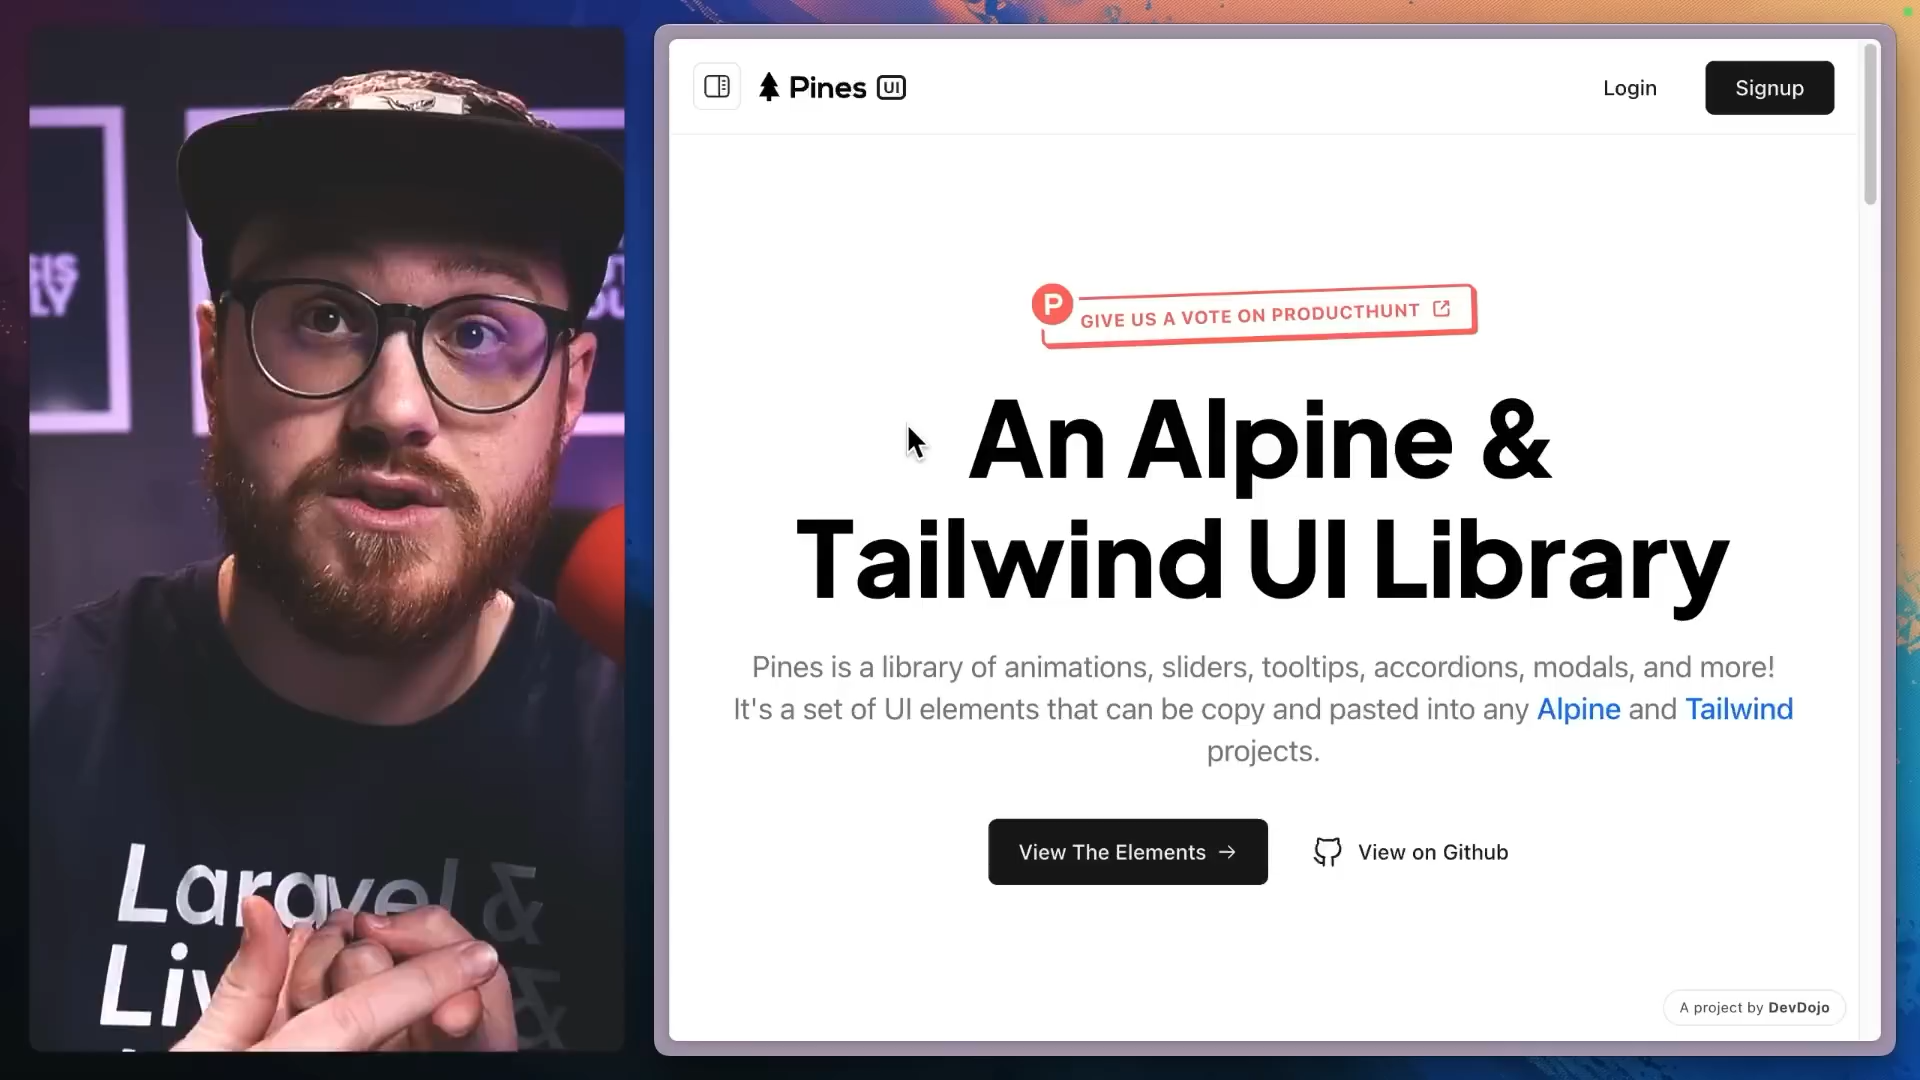 Pines UI
Login
Signup
P
GIVE US A VOTE ON PRODUCTHUNT
An Alpine &
Tailwind UI Library
Pines is a library of animations, sliders, tooltips, accordions, modals, and more!
It's a set of UI elements that can be copy and pasted into any Alpine and Tailwind
projects.
View The Elements →
View on Github
A project by DevDojo
Laravel &
Liv